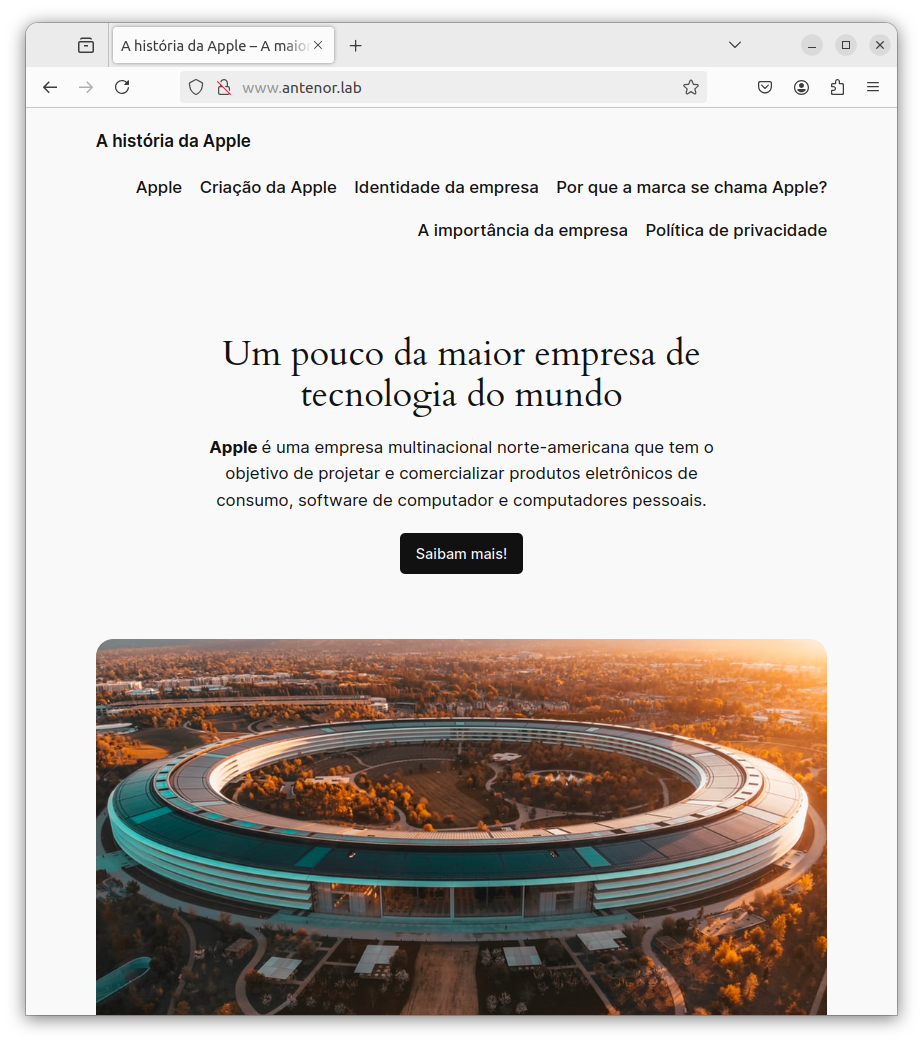 A história da Apple – A maio
www.antenor.lab
A história da Apple
Apple Criação da Apple Identidade da empresa Por que a marca se chama Apple?
A importância da empresa Política de privacidade
Um pouco da maior empresa de
tecnologia do mundo
Apple é uma empresa multinacional norte-americana que tem o
objetivo de projetar e comercializar produtos eletrônicos de
consumo, software de computador e computadores pessoais.
Saibam mais!